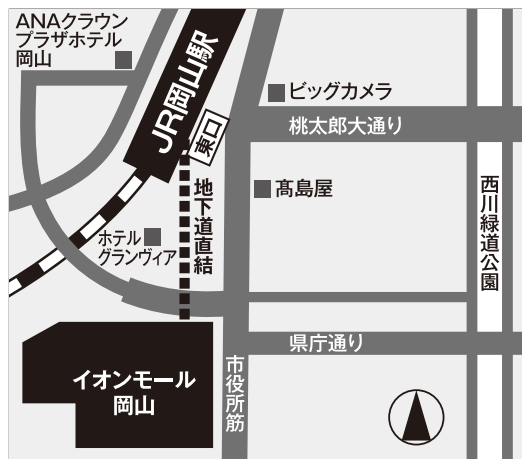 ANAクラウン
プラザホテル
岡山
JR岡山駅
東口
ビッグカメラ
桃太郎大通り
髙島屋
地下道直結
西川緑道公園
ホテル
グランヴィア
県庁通り
イオンモール
岡山
市役所筋